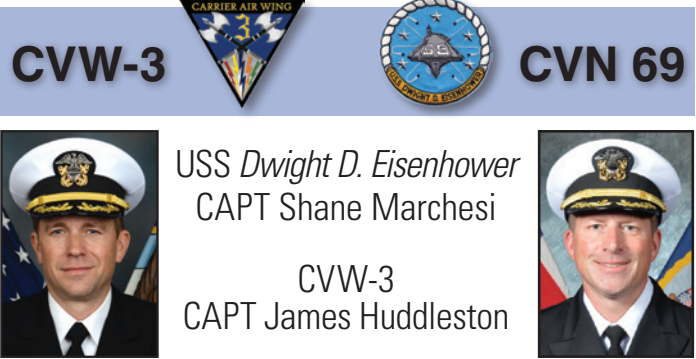 CVW-3
CARRIER AIR WING
3
CVN 69
69
USS DWIGHT D. EISENHOWER
USS Dwight D. Eisenhower
CAPT Shane Marchesi
CVW-3
CAPT James Huddleston